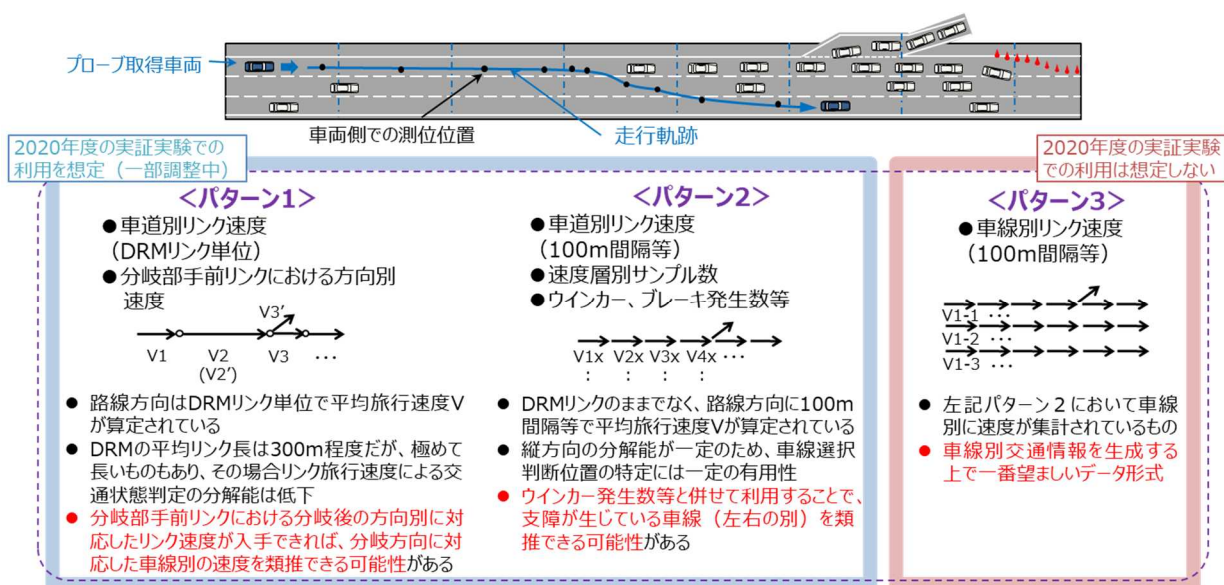 プローブ取得車両
車両側での測位位置
走行軌跡
2020年度の実証実験での
利用を想定（一部調整中）
2020年度の実証実験
での利用は想定しない
<パターン1>
●車道別リンク速度
（DRMリンク単位）
●分岐部手前リンクにおける方向別
速度
V3’
V1
V2
V3
…
(V2’)
● 路線方向はDRMリンク単位で平均旅行速度V
が算定されている
● DRMの平均リンク長は300m程度だが、極めて
長いものもあり、その場合リンク旅行速度による交
通状態判定の分解能は低下
● 分岐部手前リンクにおける分岐後の方向別に対
応したリンク速度が入手できれば、分岐方向に対
応した車線別の速度を類推できる可能性がある
<パターン2>
●車道別リンク速度
（100m間隔等）
●速度層別サンプル数
●ウインカー、ブレーキ発生数等
V1x V2x V3x V4x …
： ： ： ：
● DRMリンクのままでなく、路線方向に100m
間隔等で平均旅行速度Vが算定されている
● 縦方向の分解能が一定のため、車線選択
判断位置の特定には一定の有用性
● ウインカー発生数等と併せて利用することで、
支障が生じている車線（左右の別）を類
推できる可能性がある
<パターン3>
●車線別リンク速度
（100m間隔等）
V1-1 …
V1-2 …
V1-3 …
● 左記パターン２において車線
別に速度が集計されているもの
● 車線別交通情報を生成する
上で一番望ましいデータ形式